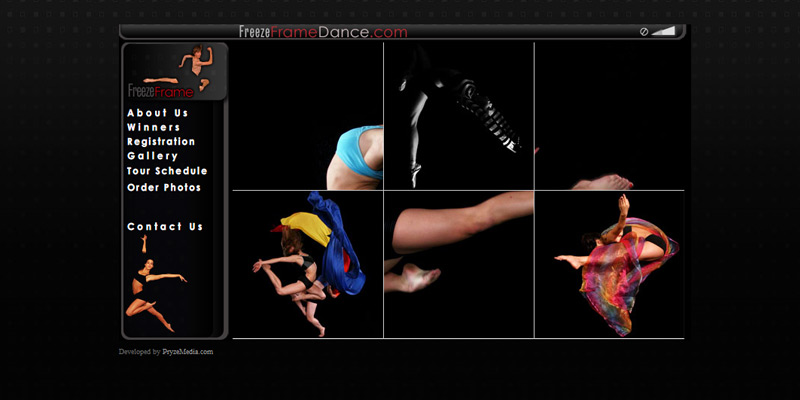 FreezeFrameDance.com
FreezeFrame
About Us
Winners
Registration
Gallery
Tour Schedule
Order Photos
Contact Us
Developed by PryzeMedia.com